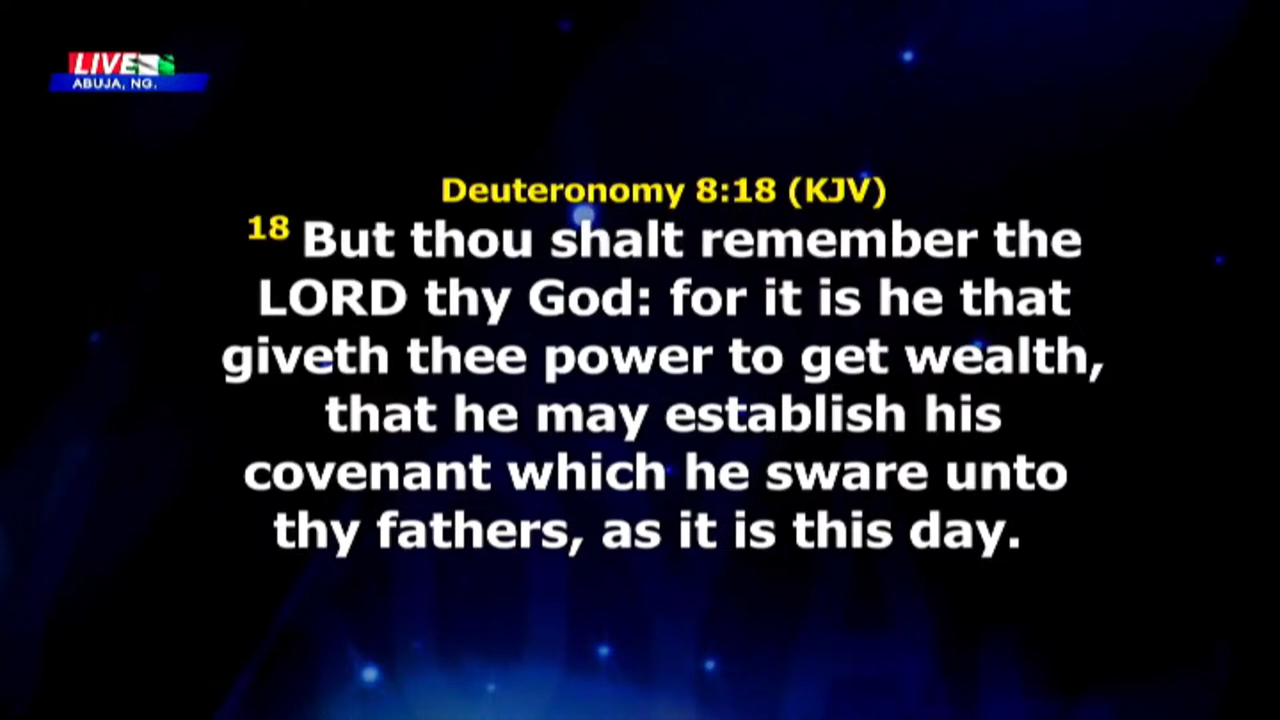 LIVE
ABUJA, NG.
Deuteronomy 8:18 (KJV)
18 But thou shalt remember the
LORD thy God: for it is he that
giveth thee power to get wealth,
that he may establish his
covenant which he sware unto
thy fathers, as it is this day.